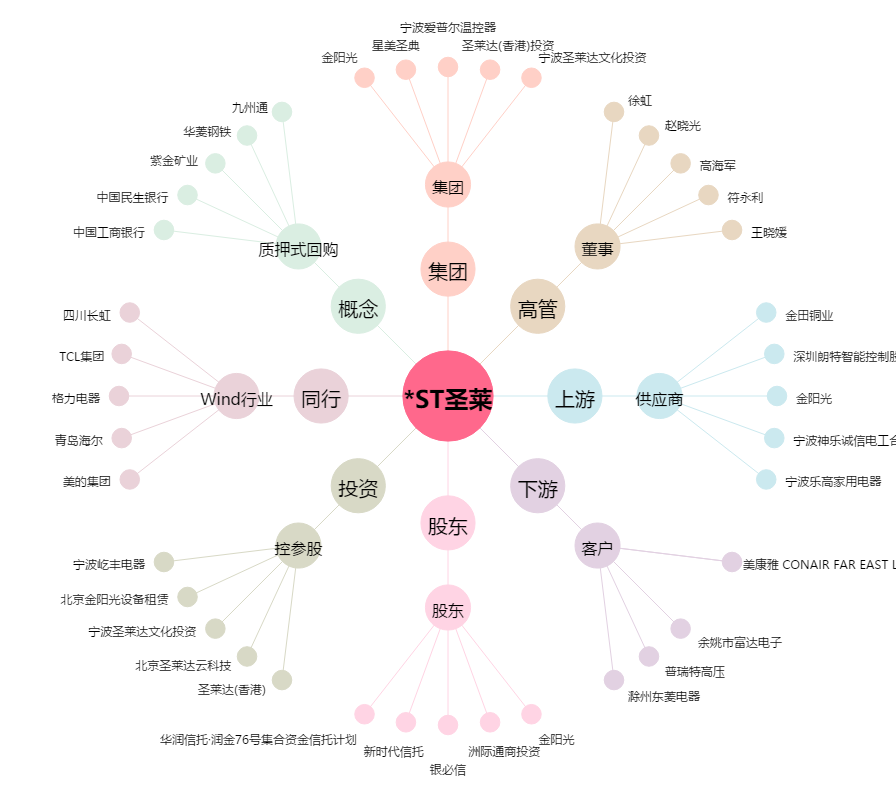 宁波爱普尔温控器
星美圣典
圣莱达(香港)投资
金阳光
宁波圣莱达文化投资
集团
集团
徐虹
赵晓光
高海军
符永利
王晓媛
董事
高管
九州通
华菱钢铁
紫金矿业
中国民生银行
中国工商银行
质押式回购
概念
四川长虹
TCL集团
格力电器
青岛海尔
美的集团
Wind行业
同行
*ST圣莱
上游
供应商
金田铜业
深圳朗特智能控制股
金阳光
宁波神乐诚信电工合
宁波乐高家用电器
投资
控参股
宁波屹丰电器
北京金阳光设备租赁
宁波圣莱达文化投资
北京圣莱达云科技
圣莱达(香港)
下游
客户
美康雅 CONAIR FAR EAST L
余姚市富达电子
普瑞特高压
滁州东菱电器
股东
股东
华润信托·润金76号集合资金信托计划
新时代信托
银必信
洲际通商投资
金阳光